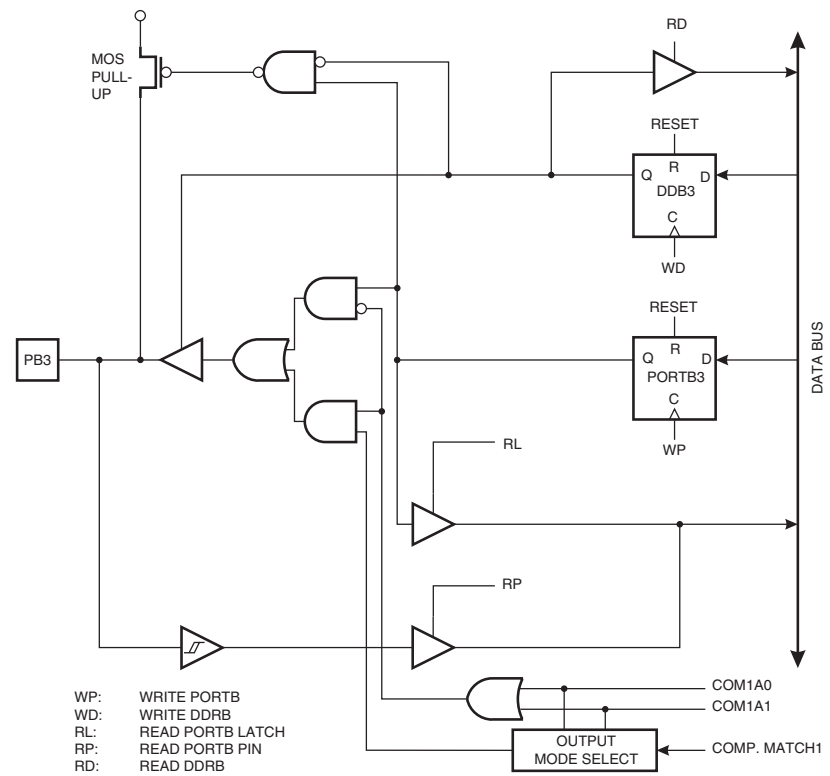 RD
MOS
PULL-
UP
RESET
R
Q
D
DDB3
C
WD
RESET
R
Q
D
PORTB3
C
WP
PB3
DATA BUS
RL
RP
WP: WRITE PORTB
WD: WRITE DDRB
RL: READ PORTB LATCH
RP: READ PORTB PIN
RD: READ DDRB
COM1A0
COM1A1
OUTPUT
MODE SELECT
COMP. MATCH1